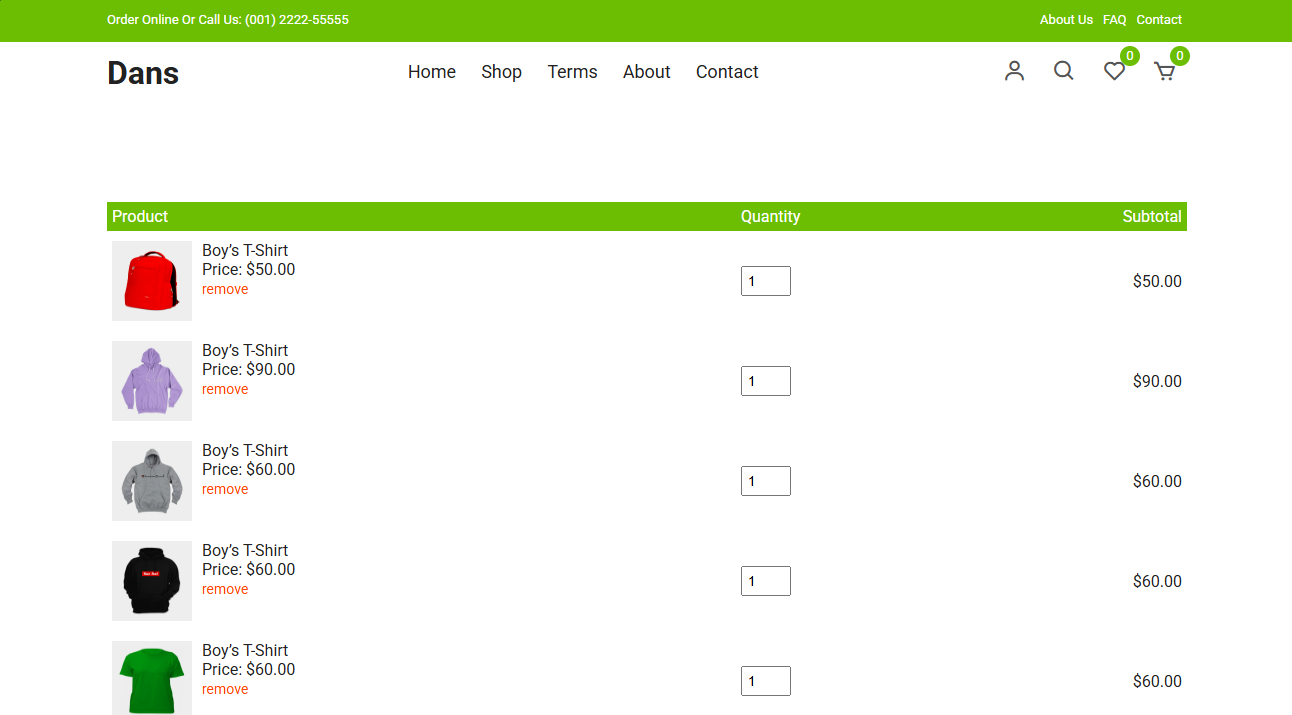 Order Online Or Call Us: (001) 2222-55555
About Us FAQ Contact
Dans
Home Shop Terms About Contact
0 0
Product Quantity Subtotal
Boy’s T-Shirt
Price: $50.00
remove
1
$50.00
Boy’s T-Shirt
Price: $90.00
remove
1
$90.00
Boy’s T-Shirt
Price: $60.00
remove
1
$60.00
Boy’s T-Shirt
Price: $60.00
remove
1
$60.00
Boy’s T-Shirt
Price: $60.00
remove
1
$60.00